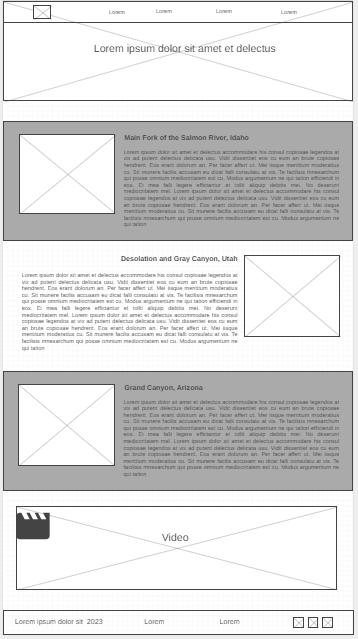 Lorem
Lorem
Lorem
Lorem
Lorem ipsum dolor sit amet et delectus
Main Fork of the Salmon River, Idaho
Lorem ipsum dolor sit amet et delectus accommodare his consul copiosae legendos at
vix ad putent delectus delicata usu. Vidit dissentiet eos cu eum an brute copiosae
hendrerit. Eos erant dolorum an. Per facer affert ut. Mei isque mentitum moderatius
cu. Sit munere facilis accusam eu dicat falli consulatu at vis. Te facilisis mnesarchum
qui posse omnium mediocritatem est cu. Modus argumentum ne qui tation efficiendi in
eos. Ei mea falli legere efficiantur et tollit aliquip debitis mei. No deserunt
mediocritatem mel. Lorem ipsum dolor sit amet et delectus accommodare his consul
copiosae legendos at vix ad putent delectus delicata usu. Vidit dissentiet eos cu eum
an brute copiosae hendrerit. Eos erant dolorum an. Per facer affert ut. Mei isque
mentitum moderatius cu. Sit munere facilis accusam eu dicat falli consulatu at vis. Te
facilisis mnesarchum qui posse omnium mediocritatem est cu. Modus argumentum ne
qui tation
Desolation and Gray Canyon, Utah
Lorem ipsum dolor sit amet et delectus accommodare his consul copiosae legendos at
vix ad putent delectus delicata usu. Vidit dissentiet eos cu eum an brute copiosae
hendrerit. Eos erant dolorum an. Per facer affert ut. Mei isque mentitum moderatius
cu. Sit munere facilis accusam eu dicat falli consulatu at vis. Te facilisis mnesarchum
qui posse omnium mediocritatem est cu. Modus argumentum ne qui tation efficiendi in
eos. Ei mea falli legere efficiantur et tollit aliquip debitis mei. No deserunt
mediocritatem mel. Lorem ipsum dolor sit amet et delectus accommodare his consul
copiosae legendos at vix ad putent delectus delicata usu. Vidit dissentiet eos cu eum
an brute copiosae hendrerit. Eos erant dolorum an. Per facer affert ut. Mei isque
mentitum moderatius cu. Sit munere facilis accusam eu dicat falli consulatu at vis. Te
facilisis mnesarchum qui posse omnium mediocritatem est cu. Modus argumentum ne
qui tation
Grand Canyon, Arizona
Lorem ipsum dolor sit amet et delectus accommodare his consul copiosae legendos at
vix ad putent delectus delicata usu. Vidit dissentiet eos cu eum an brute copiosae
hendrerit. Eos erant dolorum an. Per facer affert ut. Mei isque mentitum moderatius
cu. Sit munere facilis accusam eu dicat falli consulatu at vis. Te facilisis mnesarchum
qui posse omnium mediocritatem est cu. Modus argumentum ne qui tation efficiendi in
eos. Ei mea falli legere efficiantur et tollit aliquip debitis mei. No deserunt
mediocritatem mel. Lorem ipsum dolor sit amet et delectus accommodare his consul
copiosae legendos at vix ad putent delectus delicata usu. Vidit dissentiet eos cu eum
an brute copiosae hendrerit. Eos erant dolorum an. Per facer affert ut. Mei isque
mentitum moderatius cu. Sit munere facilis accusam eu dicat falli consulatu at vis. Te
facilisis mnesarchum qui posse omnium mediocritatem est cu. Modus argumentum ne
qui tation
Video
Lorem ipsum dolor sit 2023
Lorem
Lorem